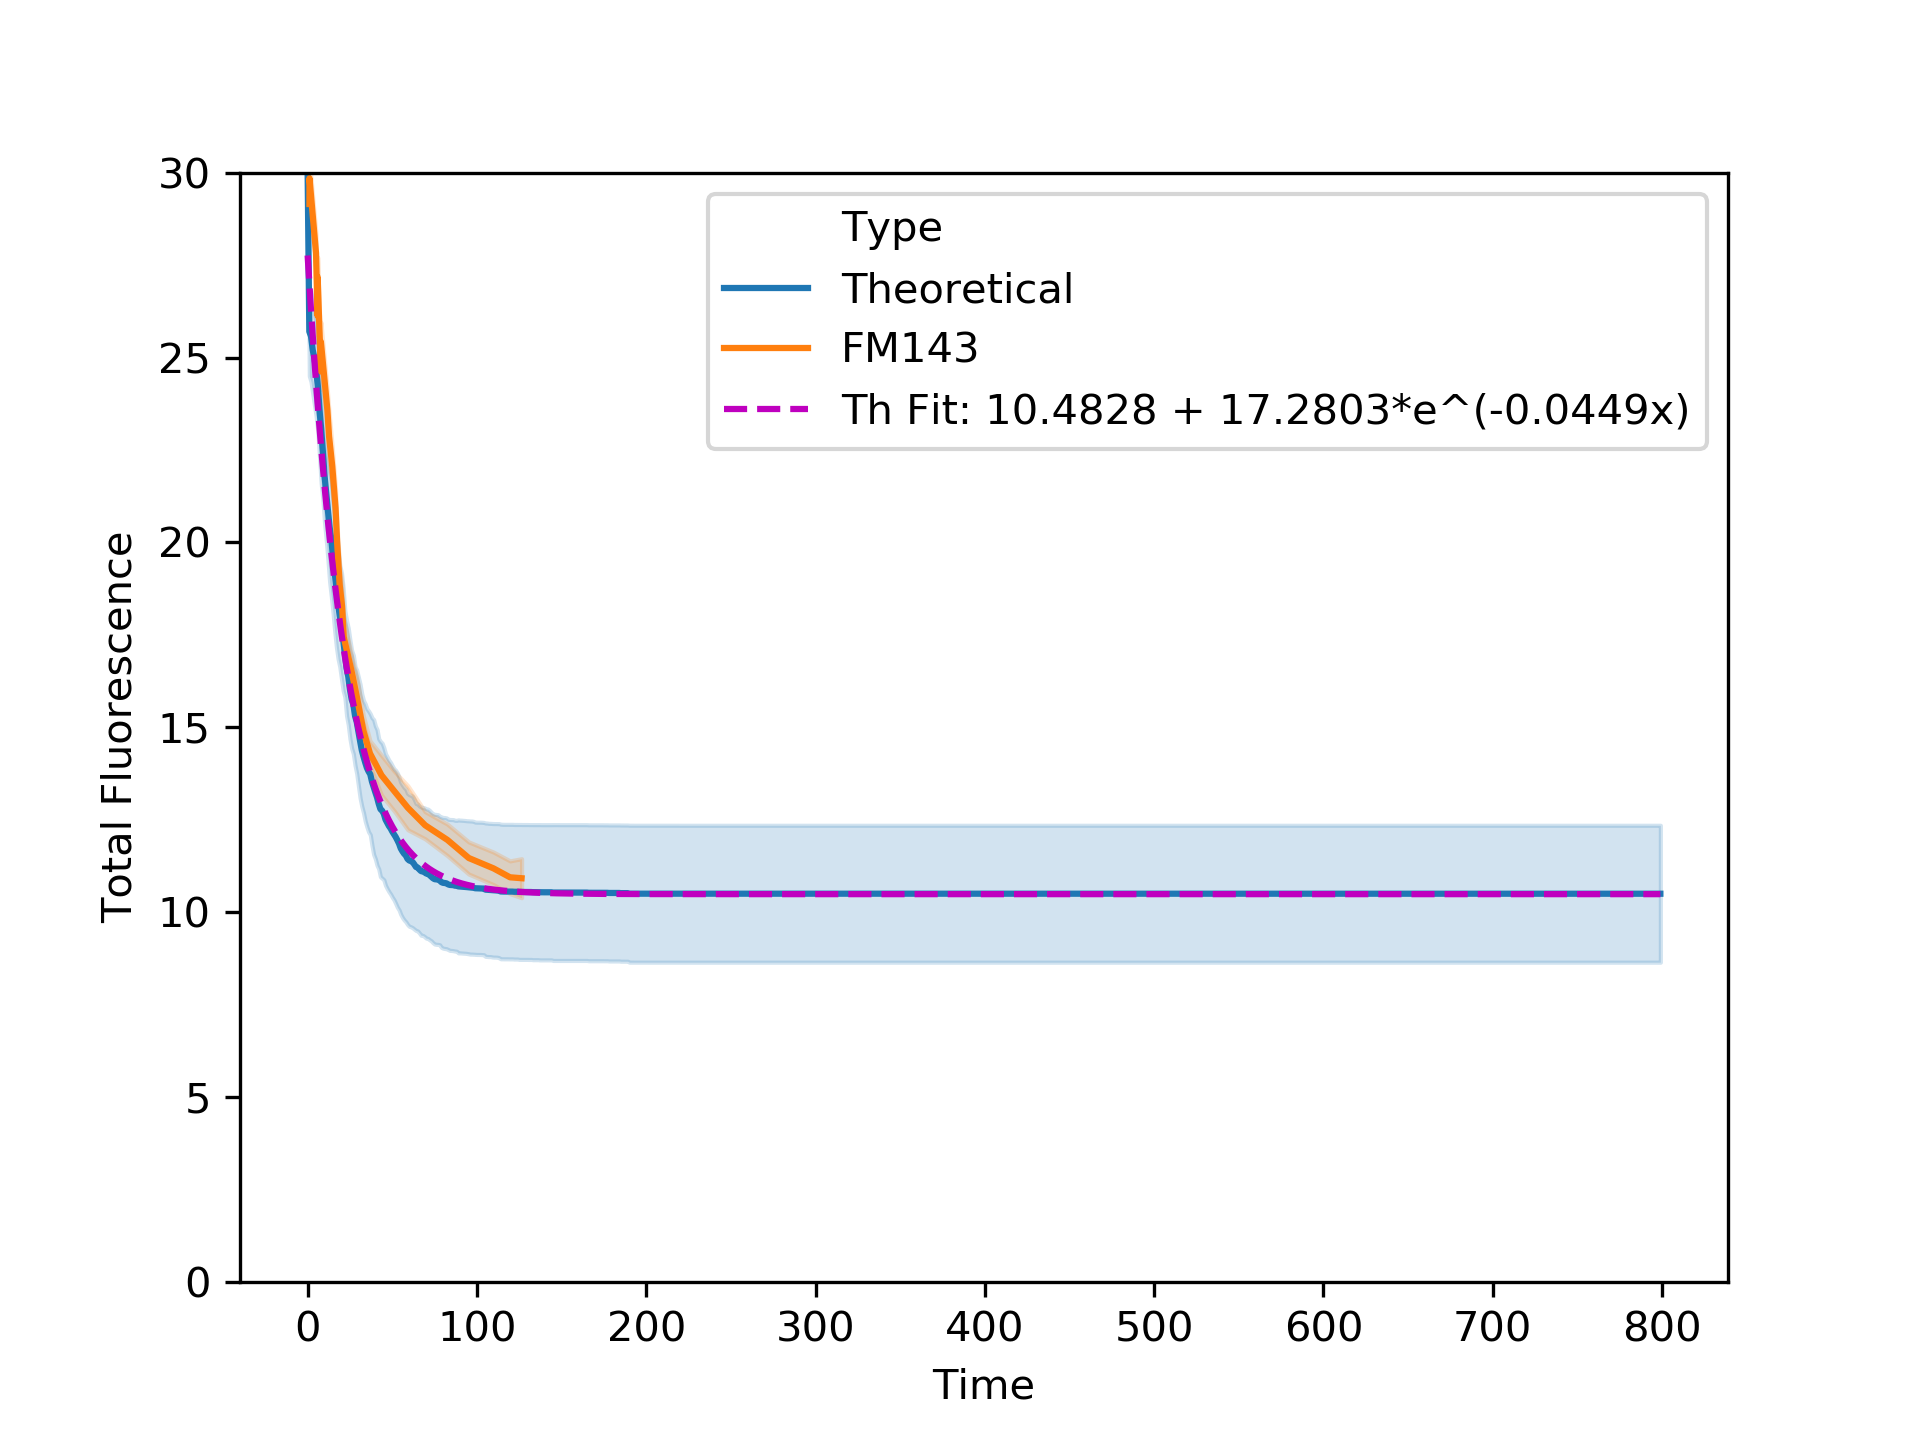 30
25
20
15
10
5
0
Total Fluorescence
Type
Theoretical
FM143
Th Fit: 10.4828 + 17.2803*e^(-0.0449x)
0 100 200 300 400 500 600 700 800
Time